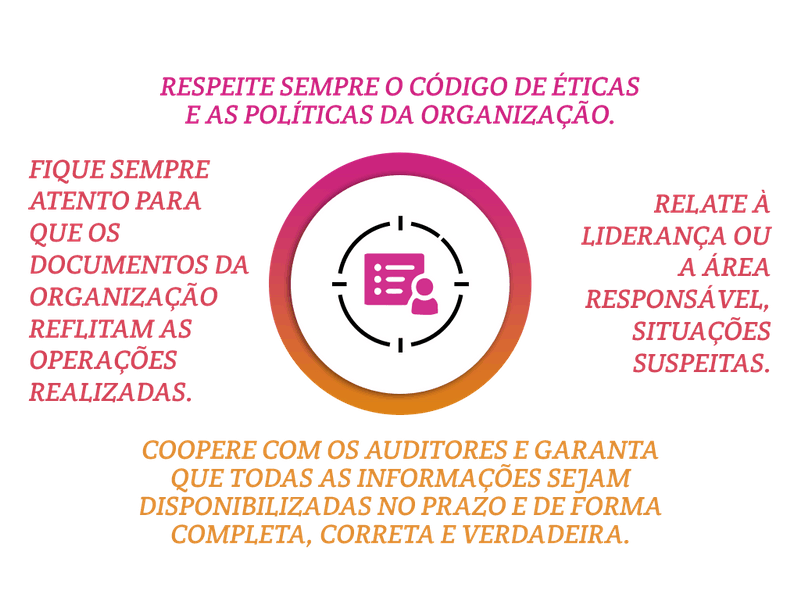 RESPEITE SEMPRE O CÓDIGO DE ÉTICAS
E AS POLÍTICAS DA ORGANIZAÇÃO.
FIQUE SEMPRE
ATENTO PARA
QUE OS
DOCUMENTOS DA
ORGANIZAÇÃO
REFLITAM AS
OPERAÇÕES
REALIZADAS.
RELATE À
LIDERANÇA OU
A ÁREA
RESPONSÁVEL,
SITUAÇÕES
SUSPEITAS.
COOPERE COM OS AUDITORES E GARANTA
QUE TODAS AS INFORMAÇÕES SEJAM
DISPONIBILIZADAS NO PRAZO E DE FORMA
COMPLETA, CORRETA E VERDADEIRA.